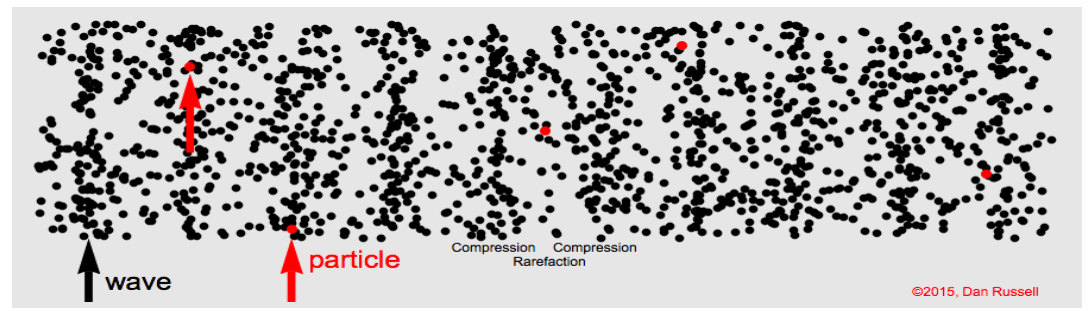 Compression Compression
Rarefaction
particle
wave
©2015, Dan Russell